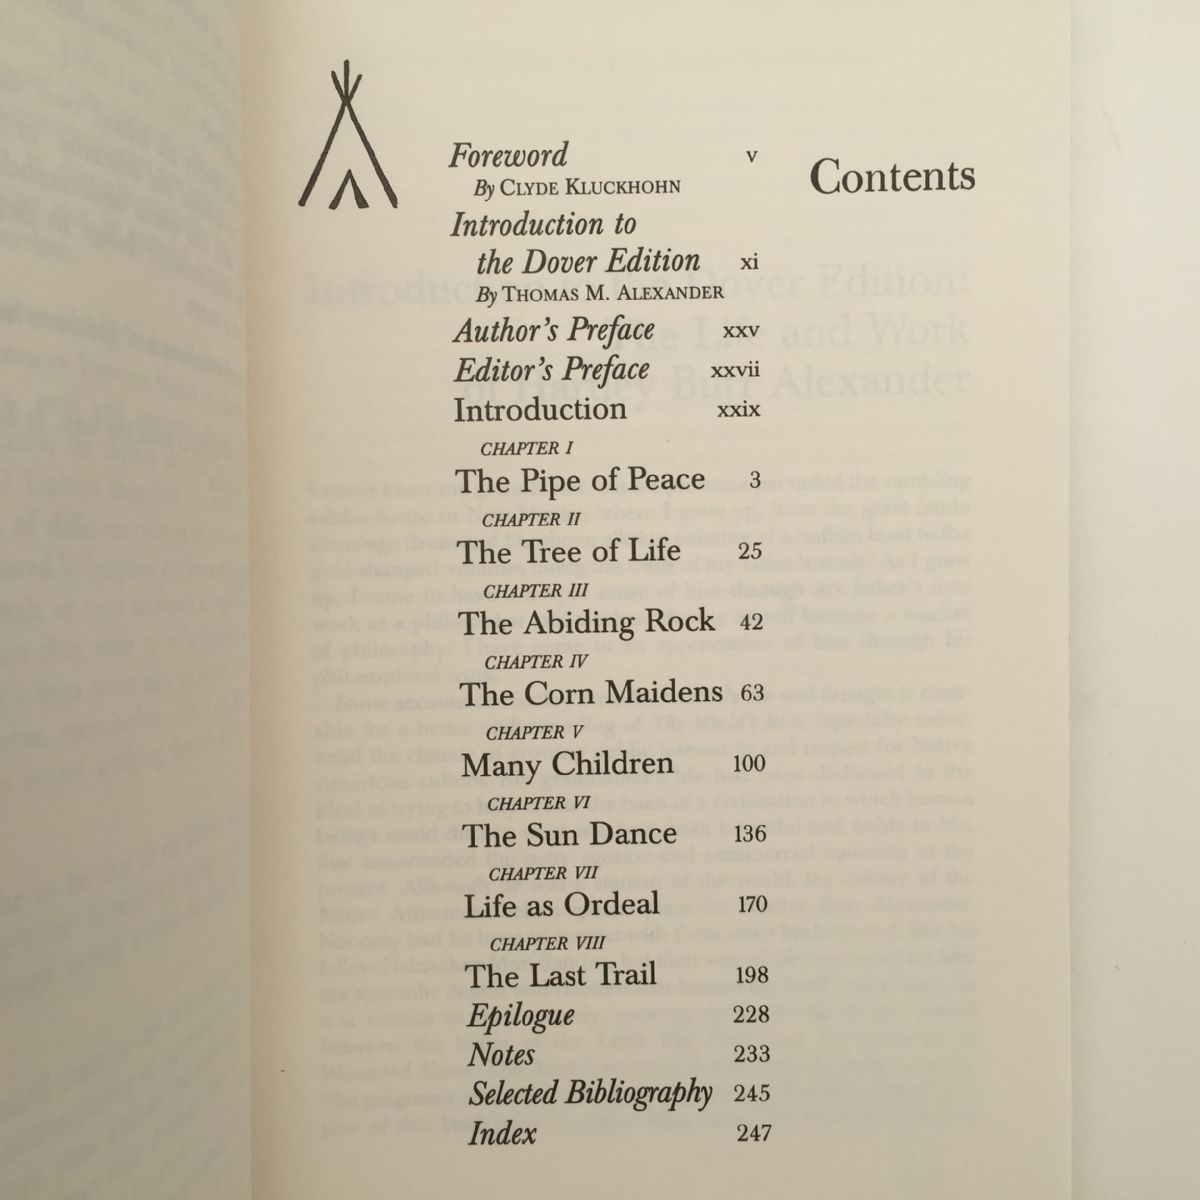 Contents
Foreword v
By CLYDE KLUCKHOHN
Introduction to
the Dover Edition xi
By THOMAS M. ALEXANDER
Author's Preface xxv
Editor's Preface xxvii
Introduction xxix
CHAPTER I
The Pipe of Peace 3
CHAPTER II
The Tree of Life 25
CHAPTER III
The Abiding Rock 42
CHAPTER IV
The Corn Maidens 63
CHAPTER V
Many Children 100
CHAPTER VI
The Sun Dance 136
CHAPTER VII
Life as Ordeal 170
CHAPTER VIII
The Last Trail 198
Epilogue 228
Notes 233
Selected Bibliography 245
Index 247